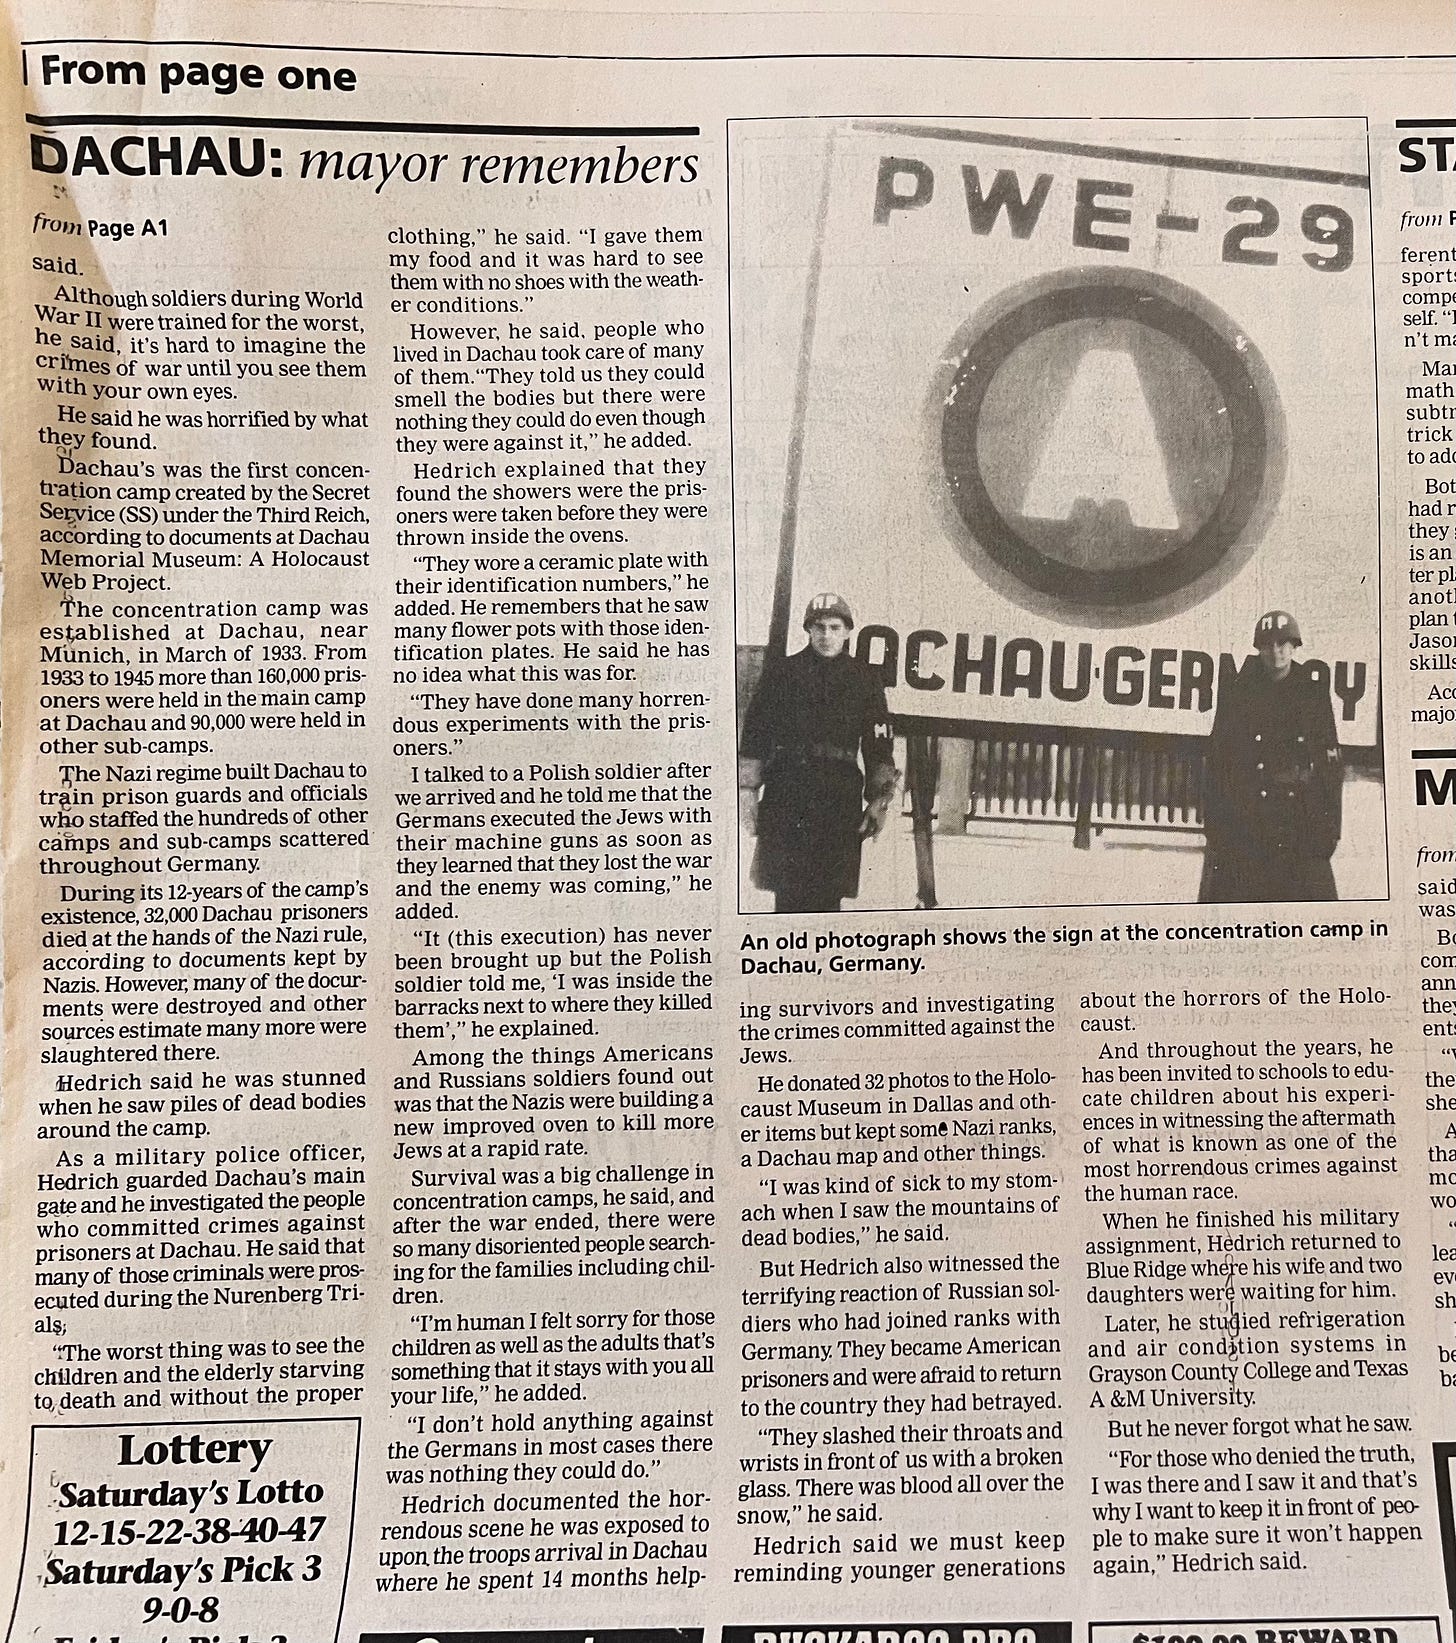 From page one
DACHAU: mayor remembers
from Page A1
said.
Although soldiers during World
War II were trained for the worst,
he said, it's hard to imagine the
crimes of war until you see them
with your own eyes.
He said he was horrified by what
they found.
Dachau's was the first concen-
tration camp created by the Secret
Service (SS) under the Third Reich,
according to documents at Dachau
Memorial Museum: A Holocaust
Web Project.
The concentration camp was
established at Dachau, near
Munich, in March of 1933. From
1933 to 1945 more than 160,000 pris-
oners were held in the main camp
at Dachau and 90,000 were held in
other sub-camps.
The Nazi regime built Dachau to
train prison guards and officials
who staffed the hundreds of other
camps and sub-camps scattered
throughout Germany.
During its 12-years of the camp's
existence, 32,000 Dachau prisoners
died at the hands of the Nazi rule,
according to documents kept by
Nazis. However, many of the docur-
ments were destroyed and other
sources estimate many more were
slaughtered there.
Hedrich said he was stunned
when he saw piles of dead bodies
around the camp.
As a military police officer,
Hedrich guarded Dachau's main
gate and he investigated the people
who committed crimes against
prisoners at Dachau. He said that
many of those criminals were pros-
ecuted during the Nurenberg Tri-
als;
"The worst thing was to see the
children and the elderly starving
to death and without the proper
clothing," he said. "I gave them
my food and it was hard to see
them with no shoes with the weath-
er conditions."
However, he said, people who
lived in Dachau took care of many
of them. "They told us they could
smell the bodies but there were
nothing they could do even though
they were against it," he added.
Hedrich explained that they
found the showers were the pris-
oners were taken before they were
thrown inside the ovens.
"They wore a ceramic plate with
their identification numbers," he
added. He remembers that he saw
many flower pots with those iden-
tification plates. He said he has
no idea what this was for.
"They have done many horren-
dous experiments with the pris-
oners."
I talked to a Polish soldier after
we arrived and he told me that the
Germans executed the Jews with
their machine guns as soon as
they learned that they lost the war
and the enemy was coming," he
added.
"It (this execution) has never
been brought up but the Polish
soldier told me, 'I was inside the
barracks next to where they killed
them'," he explained.
Among the things Americans
and Russians soldiers found out
was that the Nazis were building a
new improved oven to kill more
Jews at a rapid rate.
Survival was a big challenge in
concentration camps, he said, and
after the war ended, there were
so many disoriented people search-
ing for the families including chil-
dren.
"I'm human I felt sorry for those
children as well as the adults that's
something that it stays with you all
your life," he added.
"I don't hold anything against
the Germans in most cases there
was nothing they could do."
Hedrich documented the hor-
rendous scene he was exposed to
upon the troops arrival in Dachau
where he spent 14 months help-
PWE-29
A
DACHAU·GERMANY
MP
MP
An old photograph shows the sign at the concentration camp in
Dachau, Germany.
ing survivors and investigating
the crimes committed against the
Jews.
He donated 32 photos to the Holo-
caust Museum in Dallas and oth-
er items but kept some Nazi ranks,
a Dachau map and other things.
"I was kind of sick to my stom-
ach when I saw the mountains of
dead bodies," he said.
But Hedrich also witnessed the
terrifying reaction of Russian sol-
diers who had joined ranks with
Germany. They became American
prisoners and were afraid to return
to the country they had betrayed.
"They slashed their throats and
wrists in front of us with a broken
glass. There was blood all over the
snow," he said.
Hedrich said we must keep
reminding younger generations
about the horrors of the Holo-
caust.
And throughout the years, he
has been invited to schools to edu-
cate children about his experi-
ences in witnessing the aftermath
of what is known as one of the
most horrendous crimes against
the human race.
When he finished his military
assignment, Hedrich returned to
Blue Ridge where his wife and two
daughters were waiting for him.
Later, he studied refrigeration
and air condition systems in
Grayson County College and Texas
A &M University.
But he never forgot what he saw.
"For those who denied the truth,
I was there and I saw it and that's
why I want to keep it in front of peo-
ple to make sure it won't happen
again," Hedrich said.
Lottery
Saturday's Lotto
12-15-22-38-40-47
Saturday's Pick 3
9-0-8
from
sports
math
trick
had r
they
is an
plan
skills
from
said
was